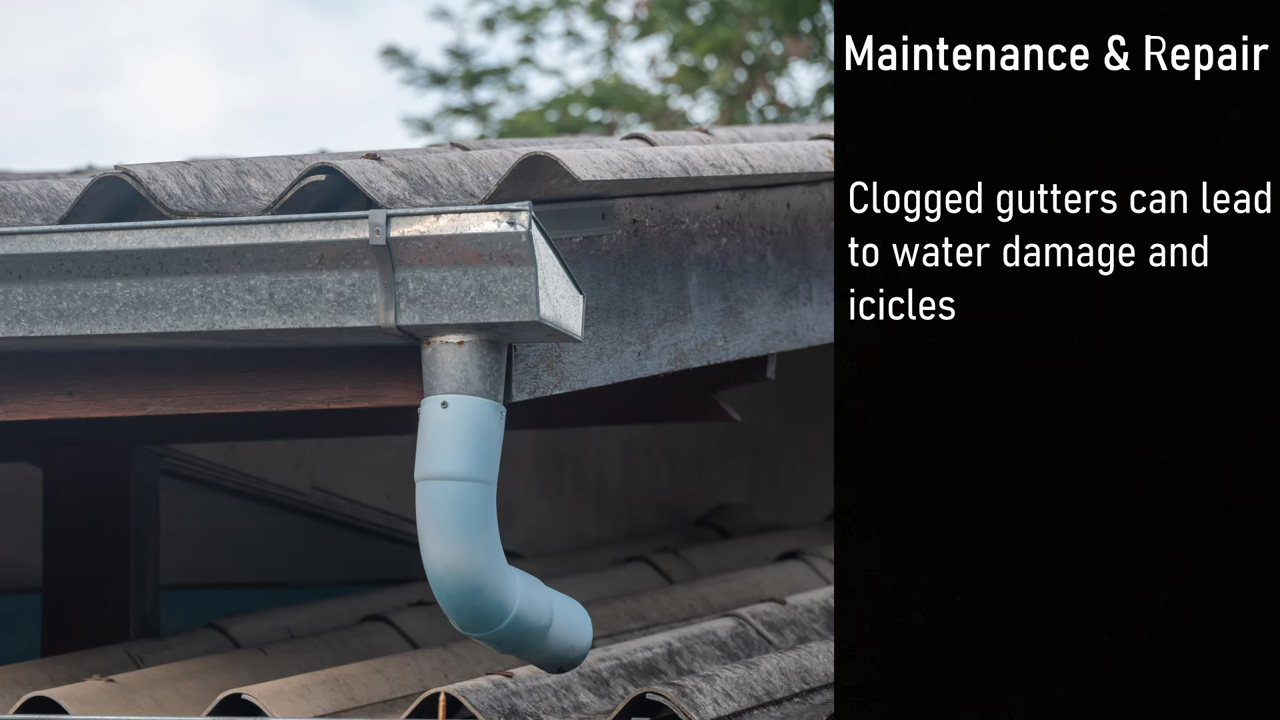 Maintenance & Repair
Clogged gutters can lead
to water damage and
icicles